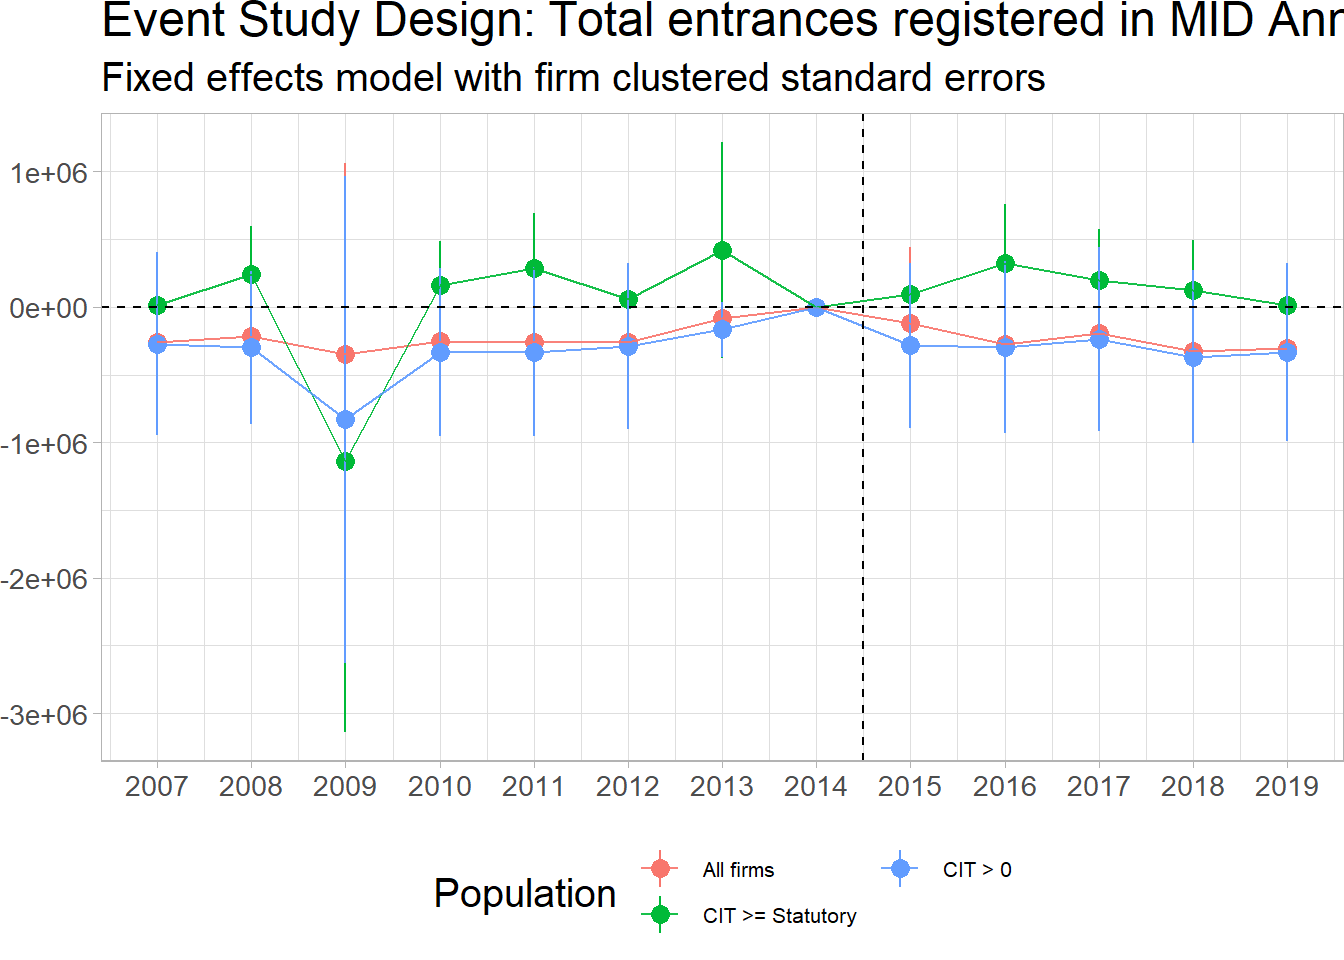 Event Study Design: Total entrances registered in MID
Fixed effects model with firm clustered standard errors
1e+06
0e+00
-1e+06
-2e+06
-3e+06
2007 2008 2009 2010 2011 2012 2013 2014 2015 2016 2017 2018 2019
Population
All firms
CIT > 0
CIT >= Statutory